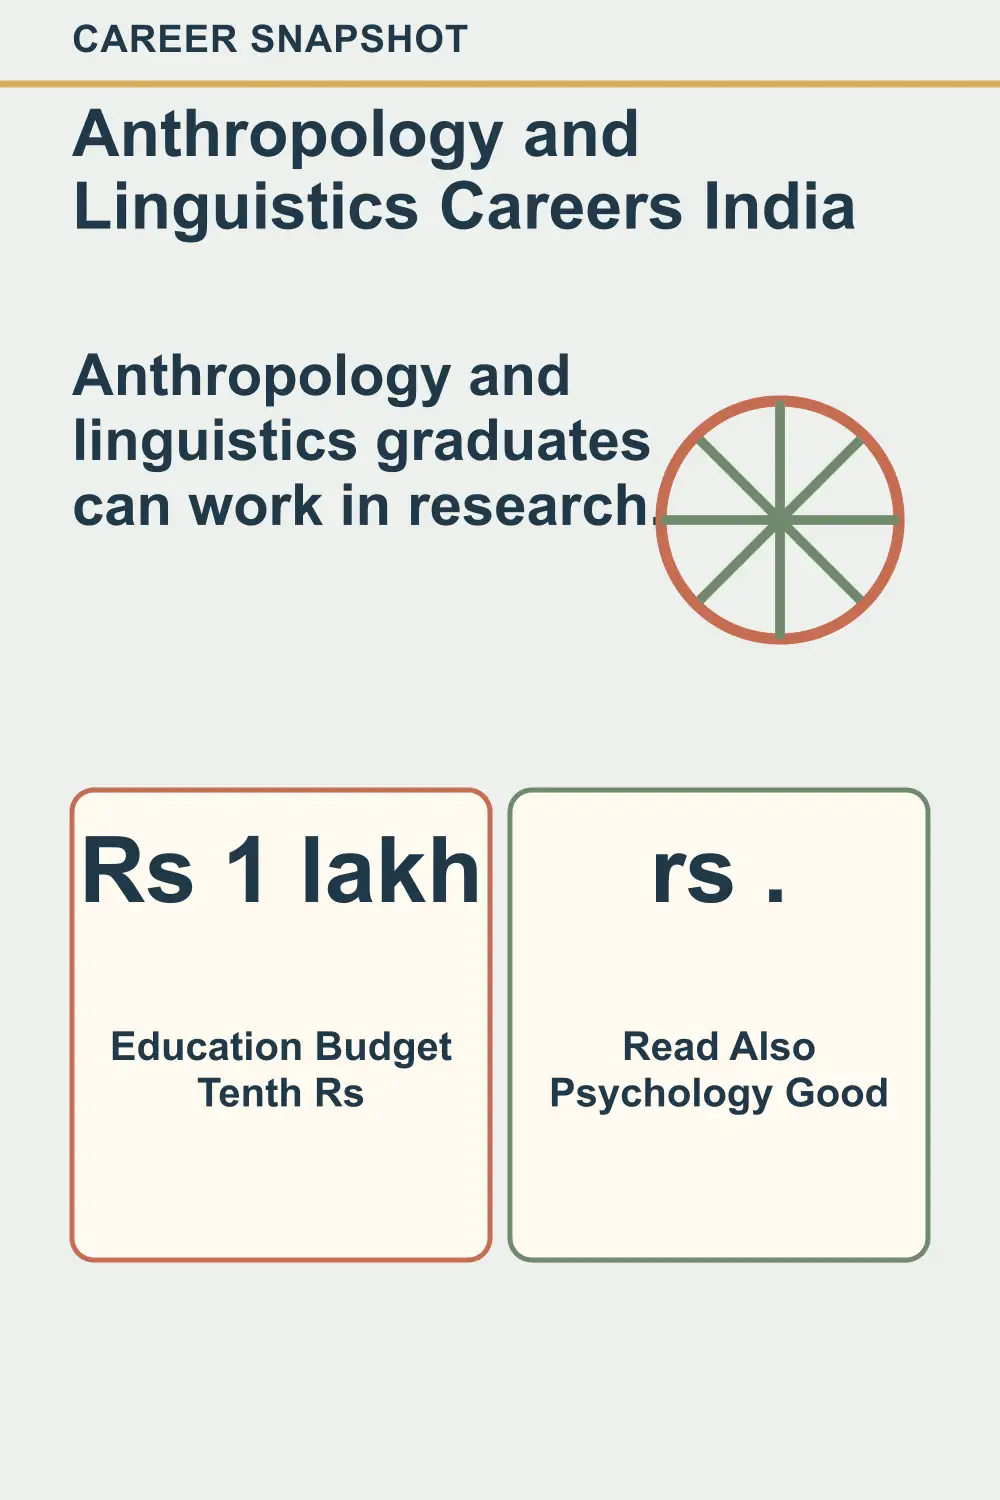 CAREER SNAPSHOT
Anthropology and
Linguistics Careers India
Anthropology and
linguistics graduates
can work in research.
Rs 1 lakh
Education Budget
Tenth Rs
rs .
Read Also
Psychology Good